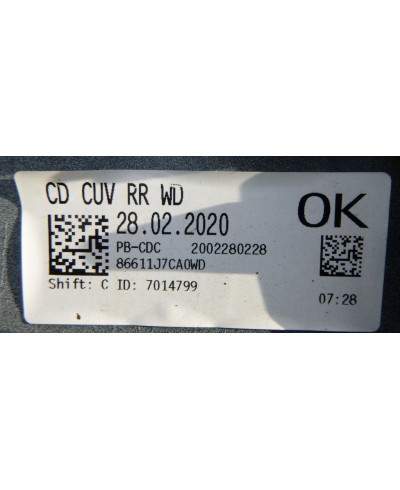 CD CUV RR WD
OK
28.02.2020
PB-CDC 2002280228
86611J7CA0WD
Shift: C ID: 7014799
07:28